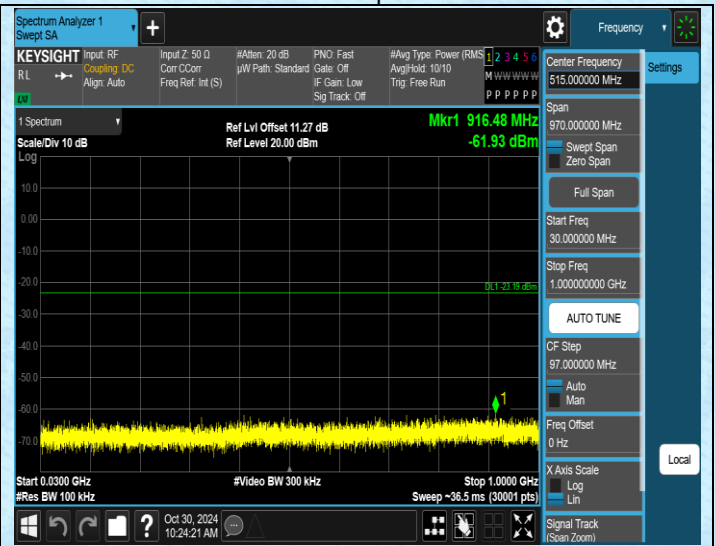 Spectrum Analyzer 1
Swept SA
+
Frequency
KEYSIGHT
RL
Input: RF
Coupling: DC
Align: Auto
Input Z: 50 Ω
Corr CCorr
Freq Ref: Int (S)
#Atten: 20 dB
µW Path: Standard
PNO: Fast
Gate: Off
IF Gain: Low
Sig Track: Off
#Avg Type: Power (RMS
Avg|Hold: 10/10
Trig: Free Run
1 2 3 4 5 6
M W W W W W
P P P P P P
LXI
1 Spectrum
Scale/Div 10 dB
Ref Lvl Offset 11.27 dB
Ref Level 20.00 dBm
Mkr1 916.48 MHz
-61.93 dBm
Log
10.0
0.00
-10.0
-20.0
DL1 -23.19 dBm
-30.0
-40.0
-50.0
-60.0
1
-70.0
Start 0.0300 GHz
#Res BW 100 kHz
#Video BW 300 kHz
Stop 1.0000 GHz
Sweep ~36.5 ms (30001 pts)
Center Frequency
515.000000 MHz
Settings
Span
970.000000 MHz
Swept Span
Zero Span
Full Span
Start Freq
30.000000 MHz
Stop Freq
1.000000000 GHz
AUTO TUNE
CF Step
97.000000 MHz
Auto
Man
Freq Offset
0 Hz
X Axis Scale
Log
Lin
Local
Signal Track
(Span Zoom)
?
Oct 30, 2024
10:24:21 AM